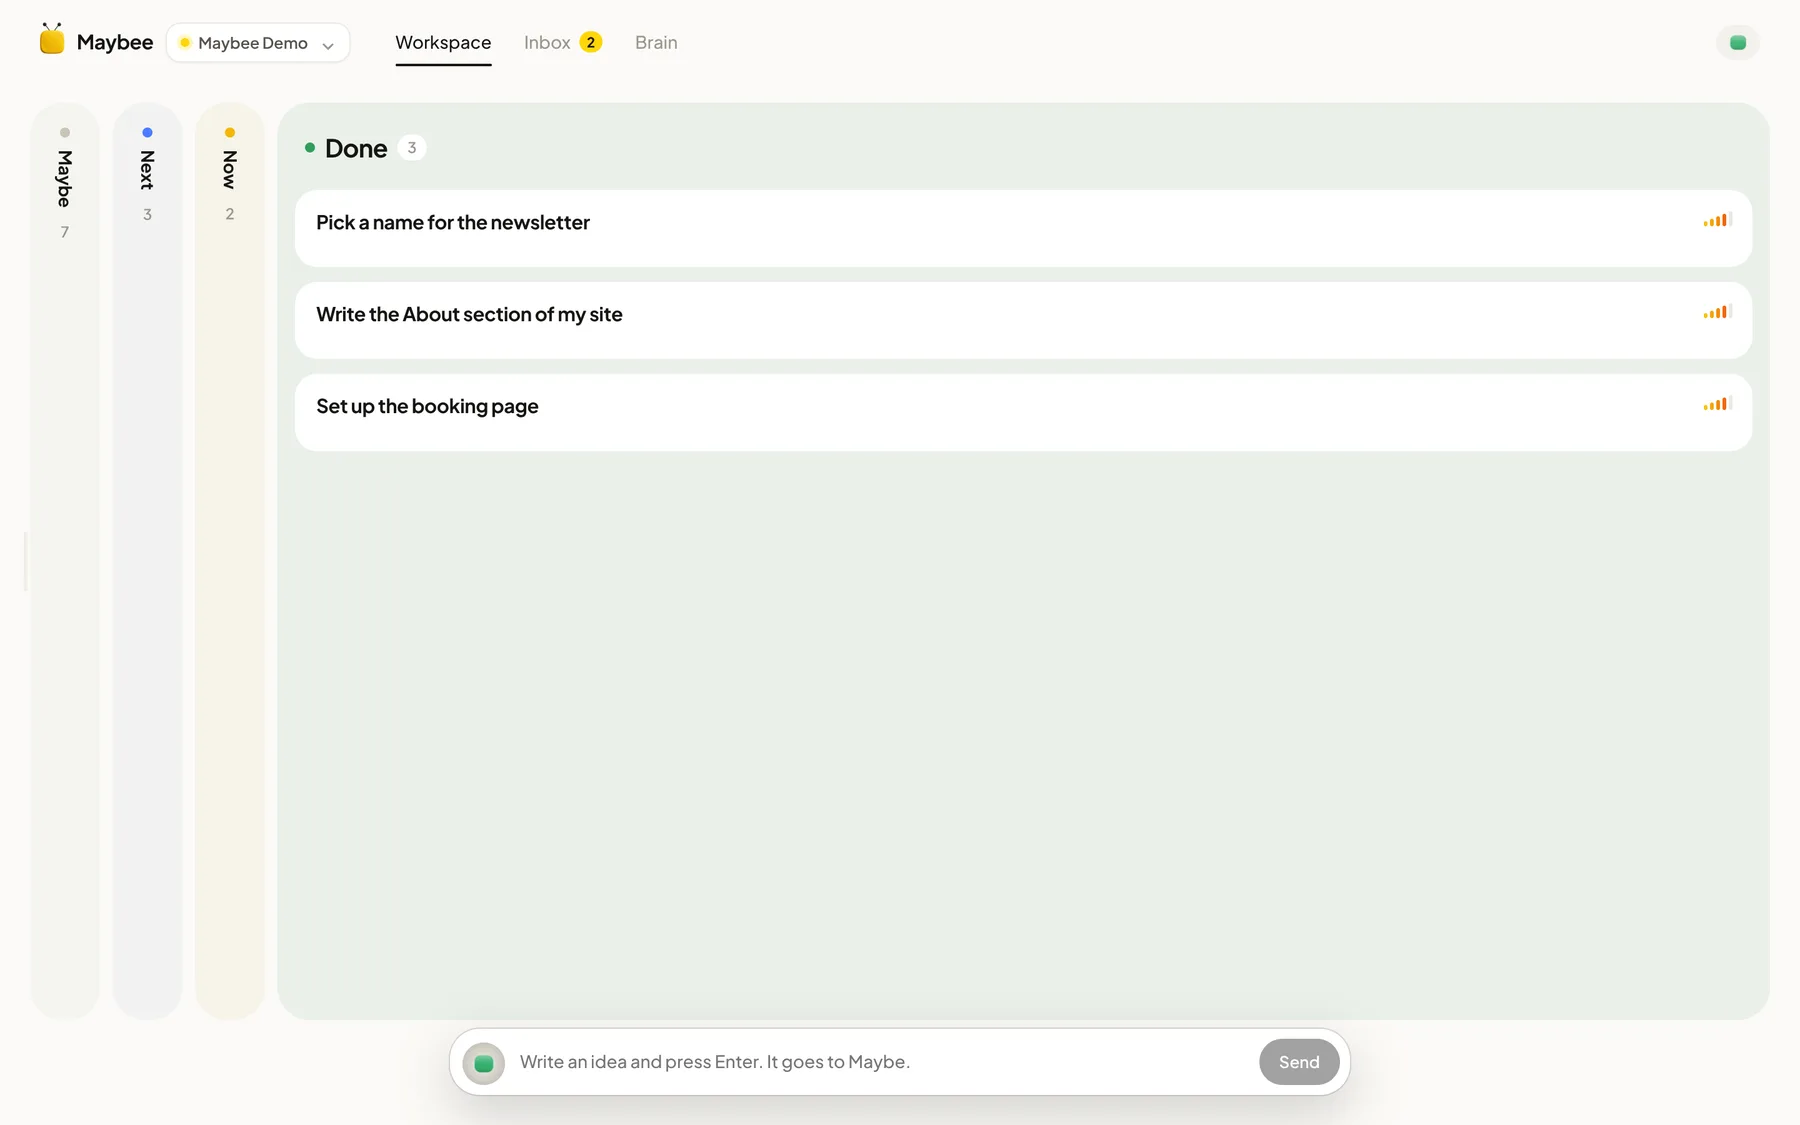 Maybee
Maybee Demo
Workspace
Inbox 2
Brain
Maybe
7
Next
3
Now
2
Done 3
Pick a name for the newsletter
Write the About section of my site
Set up the booking page
Write an idea and press Enter. It goes to Maybe.
Send